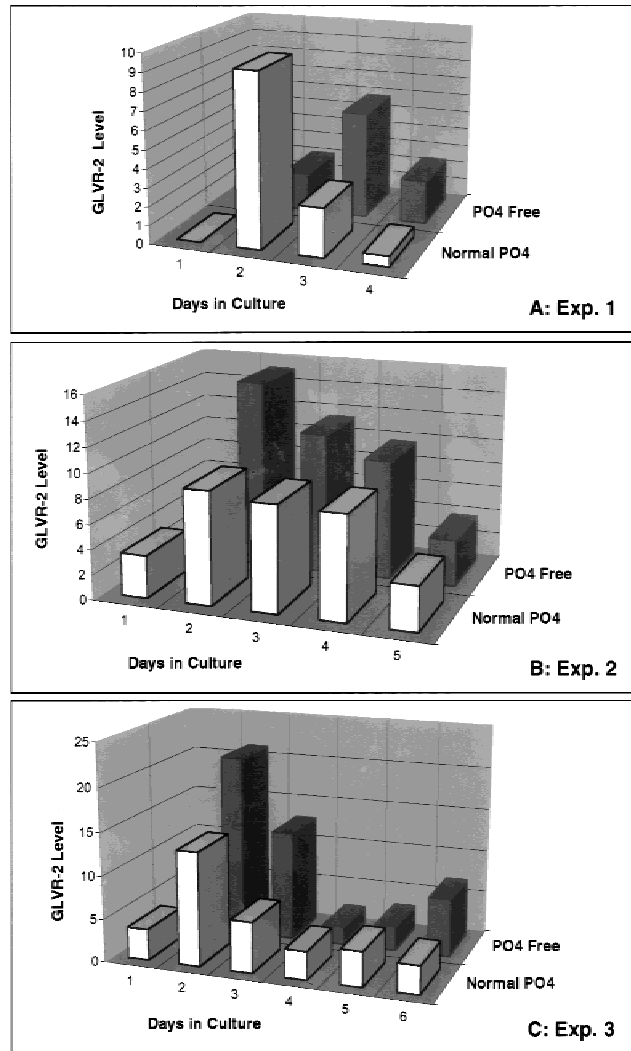 10
9
8
7
6
5
4
3
2
1
0
GLVR-2 Level
1
2
3
4
Days in Culture
PO4 Free
Normal PO4
A: Exp. 1
16
14
12
10
8
6
4
2
0
GLVR-2 Level
1
2
3
4
5
Days in Culture
PO4 Free
Normal PO4
B: Exp. 2
25
20
15
10
5
0
GLVR-2 Level
1
2
3
4
5
6
Days in Culture
PO4 Free
Normal PO4
C: Exp. 3